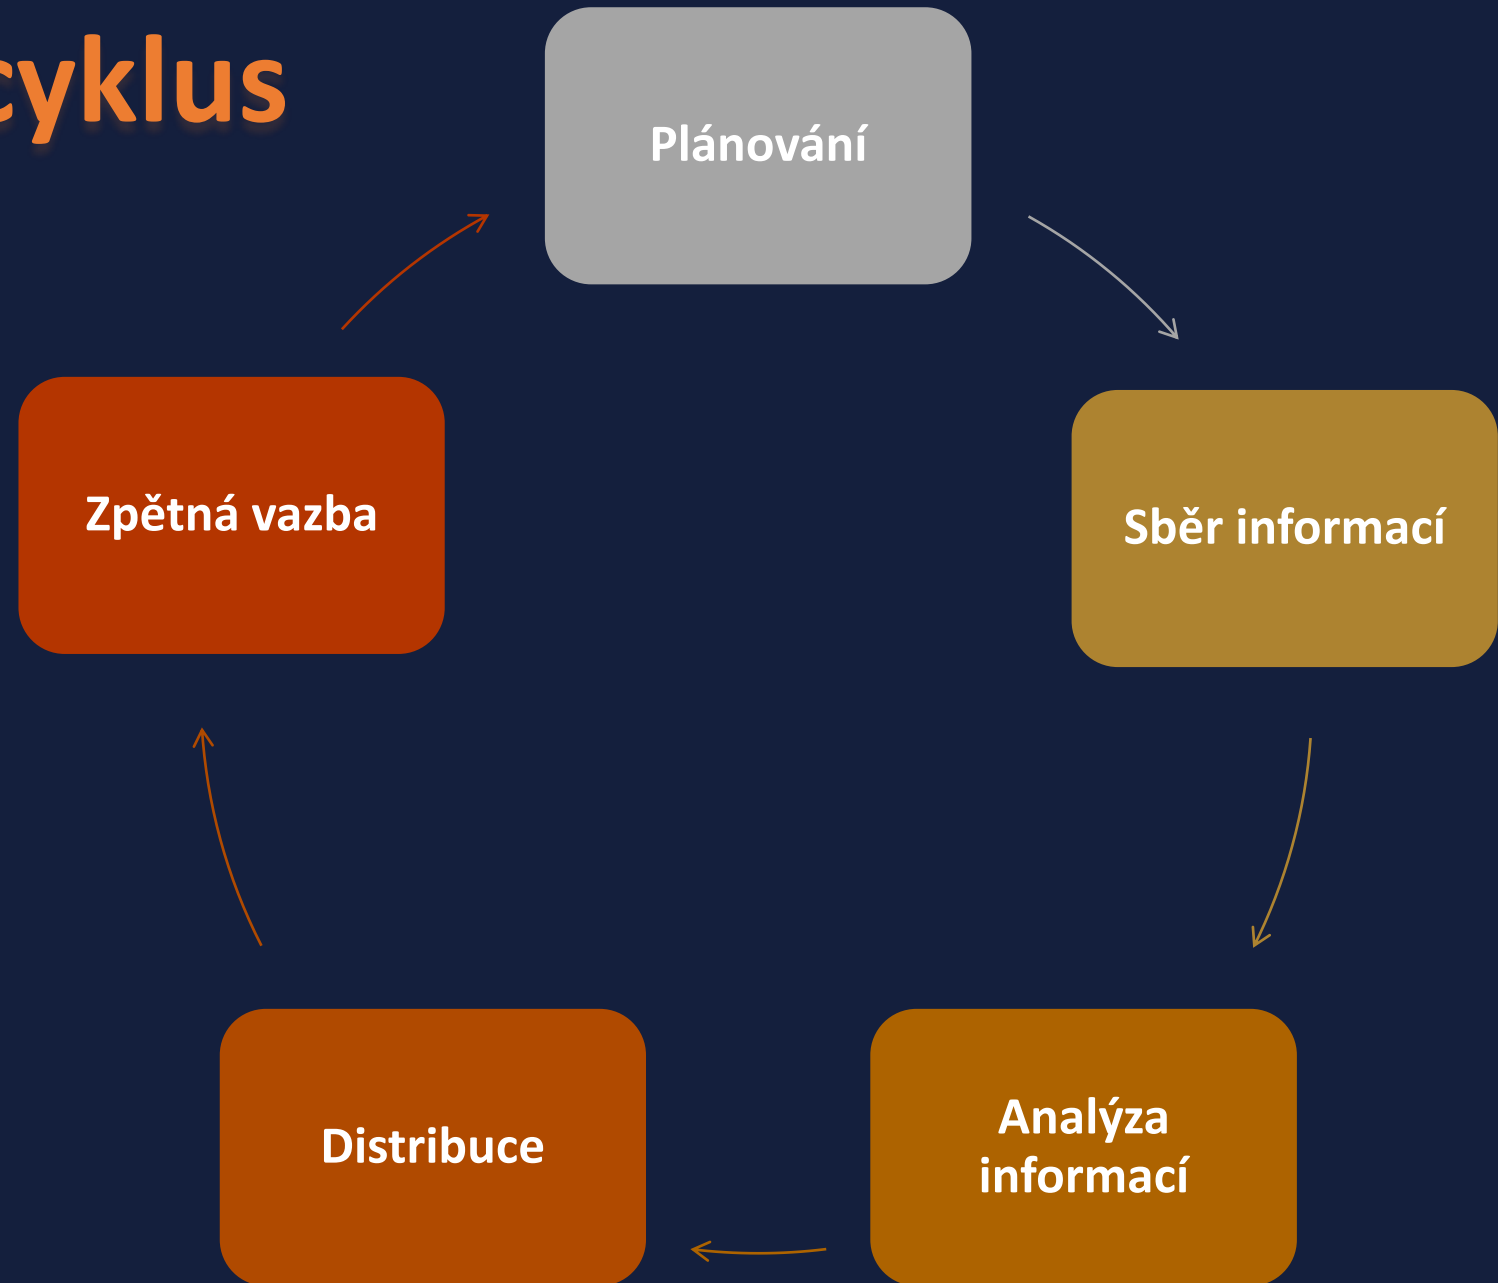 cyklus
Plánování
Zpětná vazba
Sběr informací
Distribuce
Analýza
informací